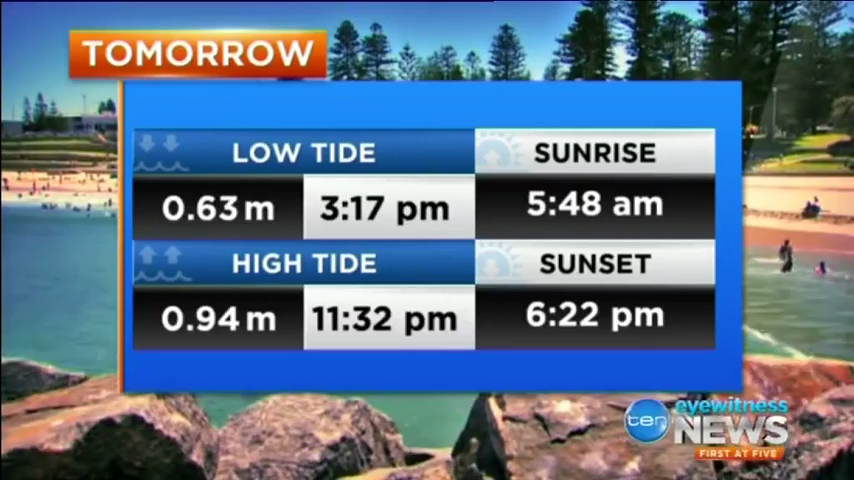 TOMORROW
LOW TIDE
SUNRISE
0.63 m
3:17 pm
5:48 am
HIGH TIDE
SUNSET
0.94 m
11:32 pm
6:22 pm
ten
eyewitness
NEWS
FIRST AT FIVE